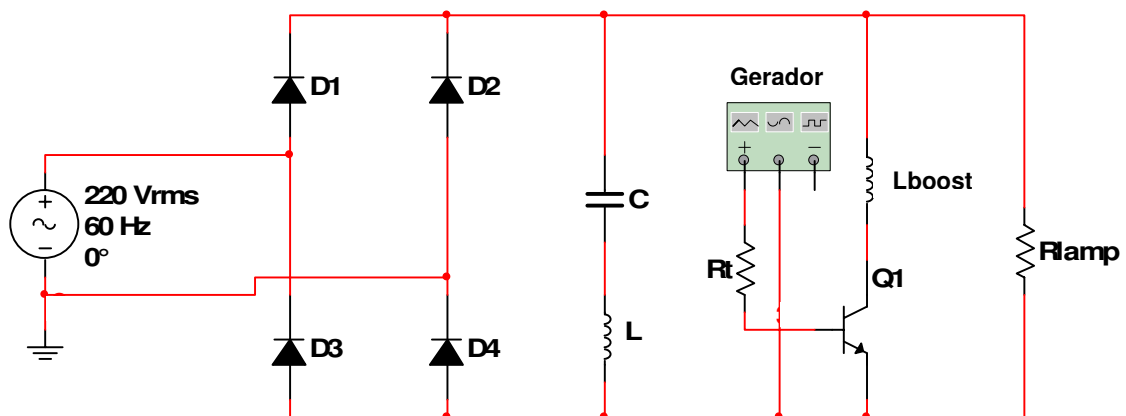 D1
D2
Gerador
+
−
220 Vrms
60 Hz
0°
+
−
C
Lboost
Rt
Q1
Rlamp
L
D3
D4